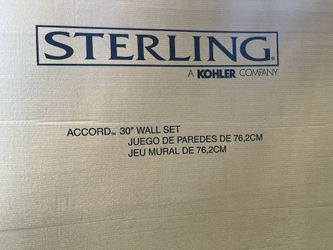 STERLING®
A KOHLER COMPANY
ACCORD™ 30" WALL SET
JUEGO DE PAREDES DE 76,2CM
JEU MURAL DE 76,2CM